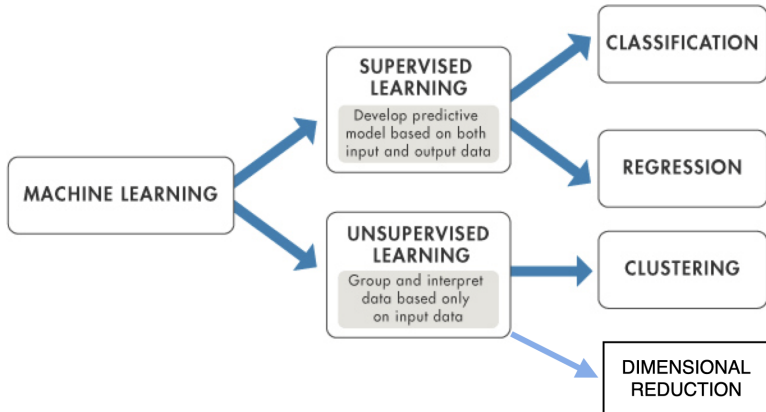 MACHINE LEARNING
SUPERVISED
LEARNING
Develop predictive
model based on both
input and output data
UNSUPERVISED
LEARNING
Group and interpret
data based only
on input data
CLASSIFICATION
REGRESSION
CLUSTERING
DIMENSIONAL
REDUCTION